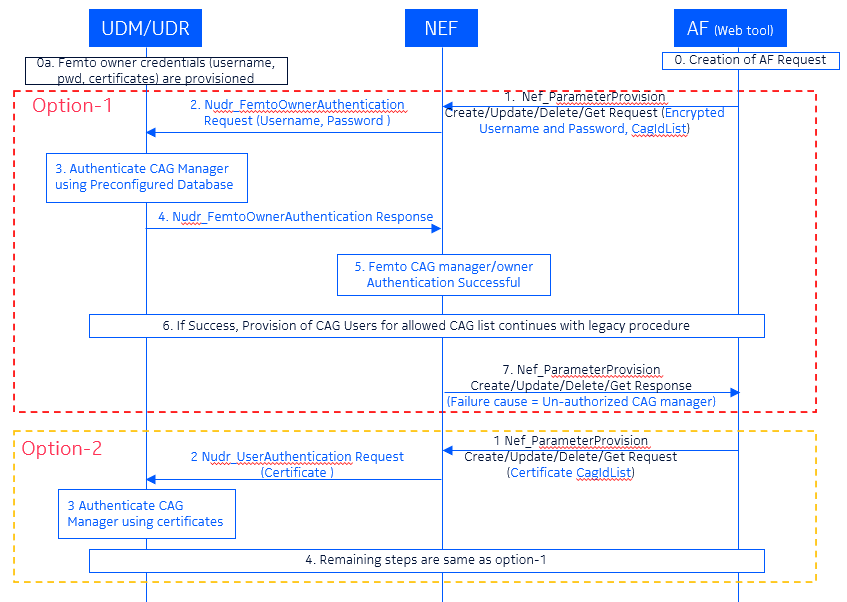 UDM/UDR
NEF
AF (Web tool)
0a. Femto owner credentials (username,
pwd, certificates) are provisioned
0. Creation of AF Request
Option-1
1. Nef_ParameterProvision
Create/Update/Delete/Get Request (Encrypted
Username and Password, CagIdList)
2. Nudr_FemtoOwnerAuthentication
Request (Username, Password )
3. Authenticate CAG Manager
using Preconfigured Database
4. Nudr_FemtoOwnerAuthentication Response
5. Femto CAG manager/owner
Authentication Successful
6. If Success, Provision of CAG Users for allowed CAG list continues with legacy procedure
7. Nef_ParameterProvision
Create/Update/Delete/Get Response
(Failure cause = Un-authorized CAG manager)
Option-2
1 Nef_ParameterProvision
Create/Update/Delete/Get Request
(Certificate CagIdList)
2 Nudr_UserAuthentication Request
(Certificate )
3 Authenticate CAG
Manager using certificates
4. Remaining steps are same as option-1